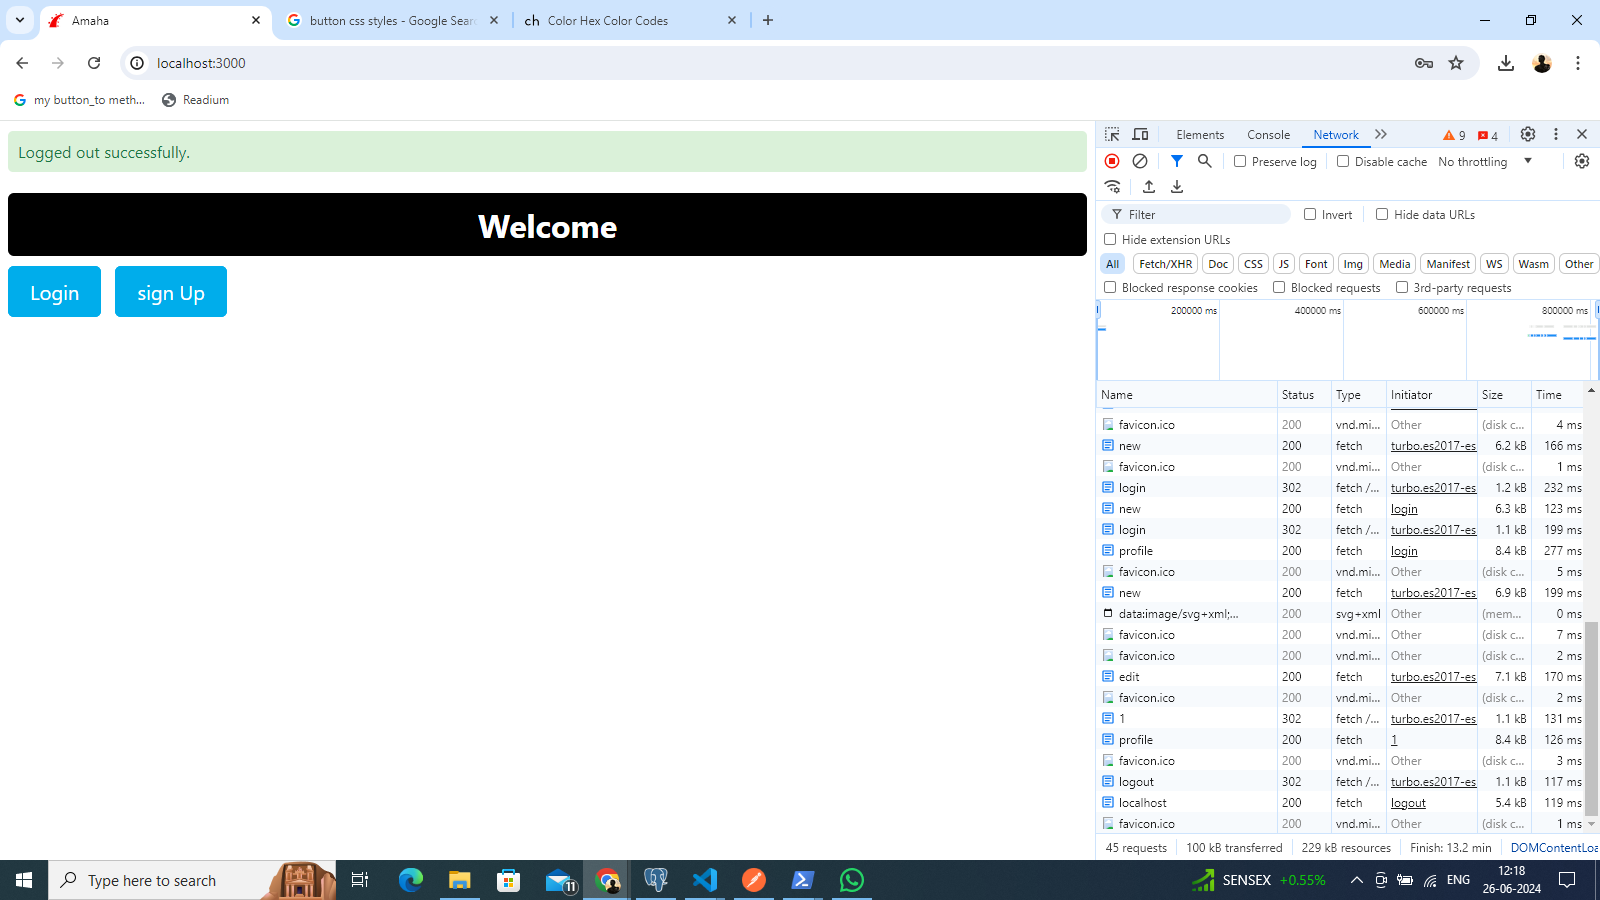 Amaha
button css styles - Google Sear
ch Color Hex Color Codes
localhost:3000
my button_to meth...
Readium
Logged out successfully.
Welcome
Login
sign Up
Elements Console Network 9 4
Preserve log Disable cache No throttling
Filter Invert Hide data URLs
Hide extension URLs
All Fetch/XHR Doc CSS JS Font Img Media Manifest WS Wasm Other
Blocked response cookies Blocked requests 3rd-party requests
200000 ms 400000 ms 600000 ms 800000 ms
Name Status Type Initiator Size Time
favicon.ico 200 vnd.mi... Other (disk c... 4 ms
new 200 fetch turbo.es2017-es 6.2 kB 166 ms
favicon.ico 200 vnd.mi... Other (disk c... 1 ms
login 302 fetch /... turbo.es2017-es 1.2 kB 232 ms
new 200 fetch login 6.3 kB 123 ms
login 302 fetch /... turbo.es2017-es 1.1 kB 199 ms
profile 200 fetch login 8.4 kB 277 ms
favicon.ico 200 vnd.mi... Other (disk c... 5 ms
new 200 fetch turbo.es2017-es 6.9 kB 199 ms
data:image/svg+xml;... 200 svg+xml Other (mem... 0 ms
favicon.ico 200 vnd.mi... Other (disk c... 7 ms
favicon.ico 200 vnd.mi... Other (disk c... 2 ms
edit 200 fetch turbo.es2017-es 7.1 kB 170 ms
favicon.ico 200 vnd.mi... Other (disk c... 2 ms
1 302 fetch /... turbo.es2017-es 1.1 kB 131 ms
profile 200 fetch 1 8.4 kB 126 ms
favicon.ico 200 vnd.mi... Other (disk c... 3 ms
logout 302 fetch /... turbo.es2017-es 1.1 kB 117 ms
localhost 200 fetch logout 5.4 kB 119 ms
favicon.ico 200 vnd.mi... Other (disk c... 1 ms
45 requests 100 kB transferred 229 kB resources Finish: 13.2 min DOMContentLoa
Type here to search
11
SENSEX +0.55%
ENG
12:18
26-06-2024